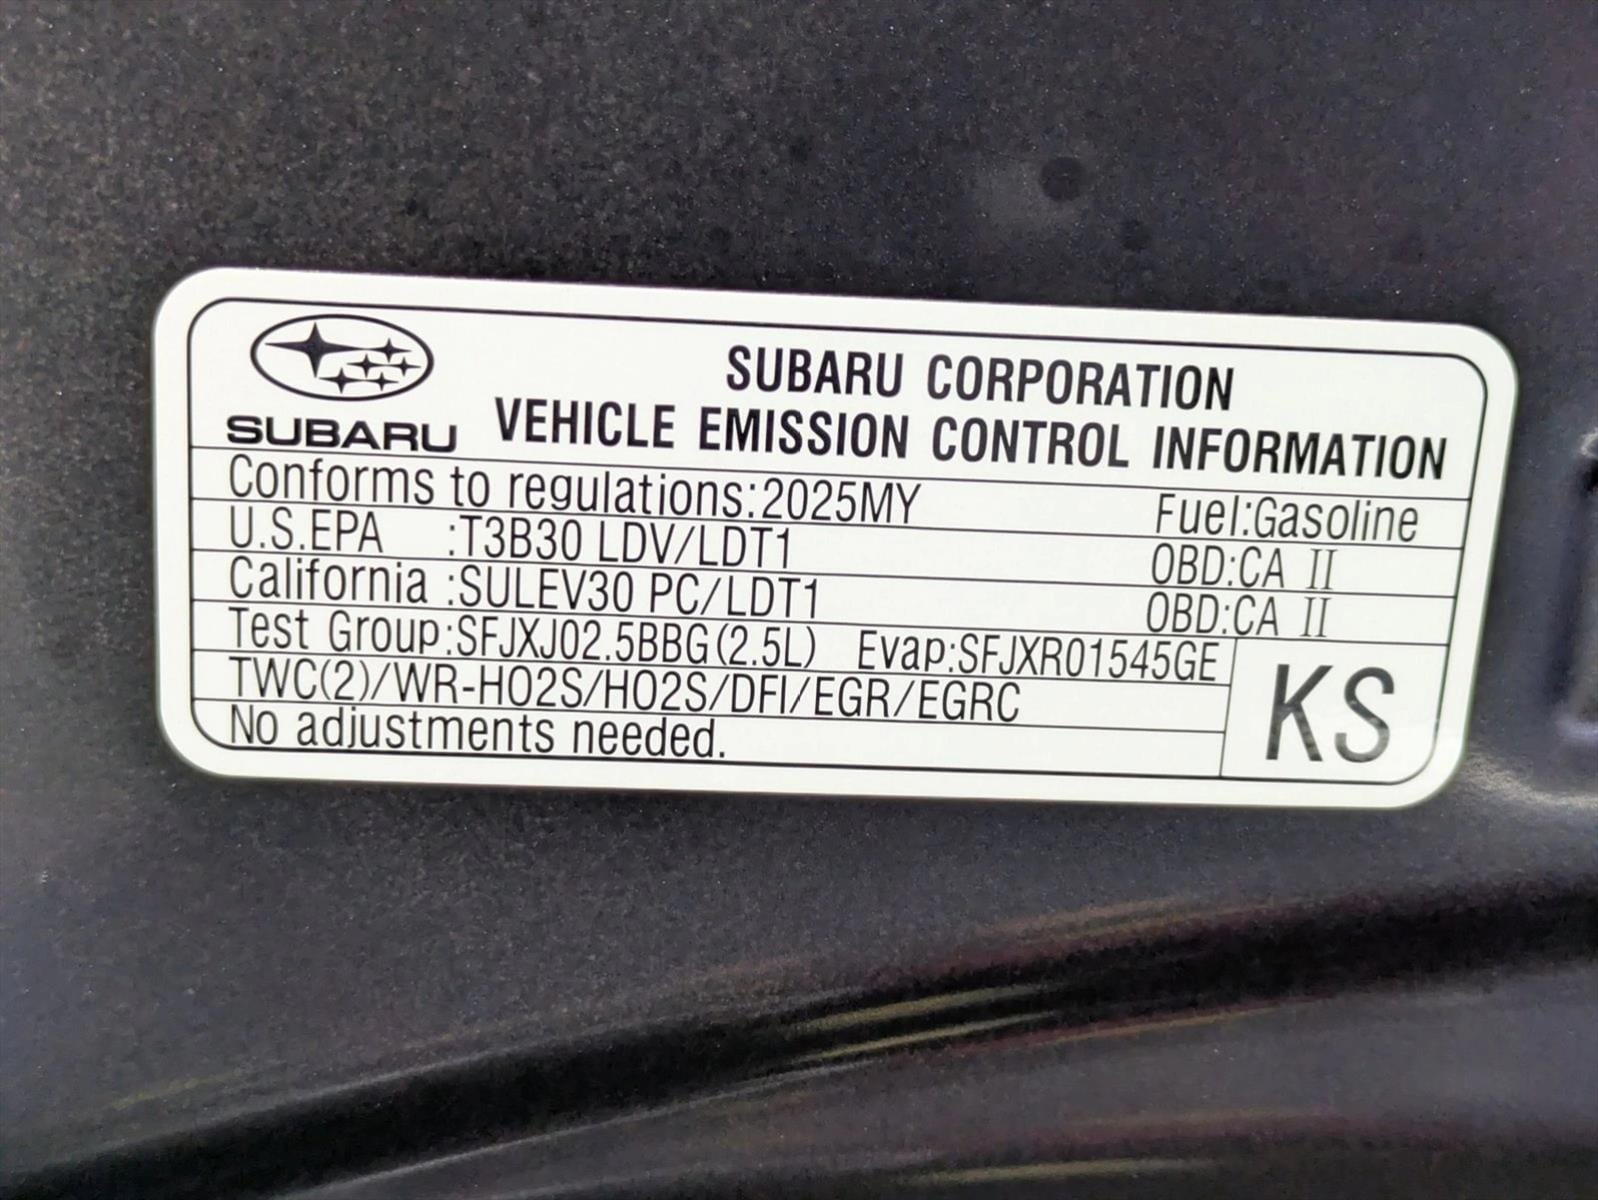 SUBARU
SUBARU CORPORATION
VEHICLE EMISSION CONTROL INFORMATION
Conforms to regulations:2025MY Fuel:Gasoline
U.S.EPA :T3B30 LDV/LDT1 OBD:CA II
California :SULEV30 PC/LDT1 OBD:CA II
Test Group:SFJXJ02.5BBG(2.5L) Evap:SFJXR01545GE
TWC(2)/WR-HO2S/HO2S/DFI/EGR/EGRC
No adjustments needed.
KS